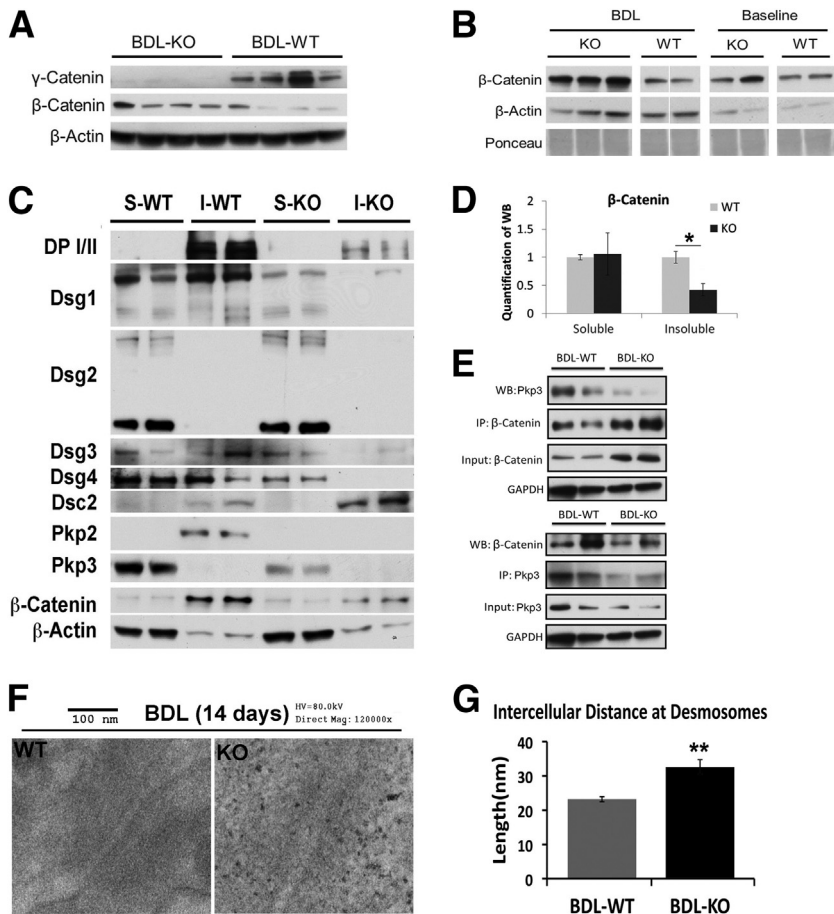 A
BDL-KO BDL-WT
γ-Catenin
β-Catenin
β-Actin
B
BDL Baseline
KO WT KO WT
β-Catenin
β-Actin
Ponceau
C
S-WT I-WT S-KO I-KO
DP I/II
Dsg1
Dsg2
Dsg3
Dsg4
Dsc2
Pkp2
Pkp3
β-Catenin
β-Actin
D
β-Catenin
Quantification of WB
2
1.5
1
0.5
0
WT
KO
*
Soluble Insoluble
E
BDL-WT BDL-KO
WB:Pkp3
IP: β-Catenin
Input: β-Catenin
GAPDH
BDL-WT BDL-KO
WB: β-Catenin
IP: Pkp3
Input: Pkp3
GAPDH
F
100 nm
BDL (14 days)
HV=80.0kV
Direct Mag: 120000x
WT KO
G
Intercellular Distance at Desmosomes
Length(nm)
40
30
20
10
0
**
BDL-WT BDL-KO